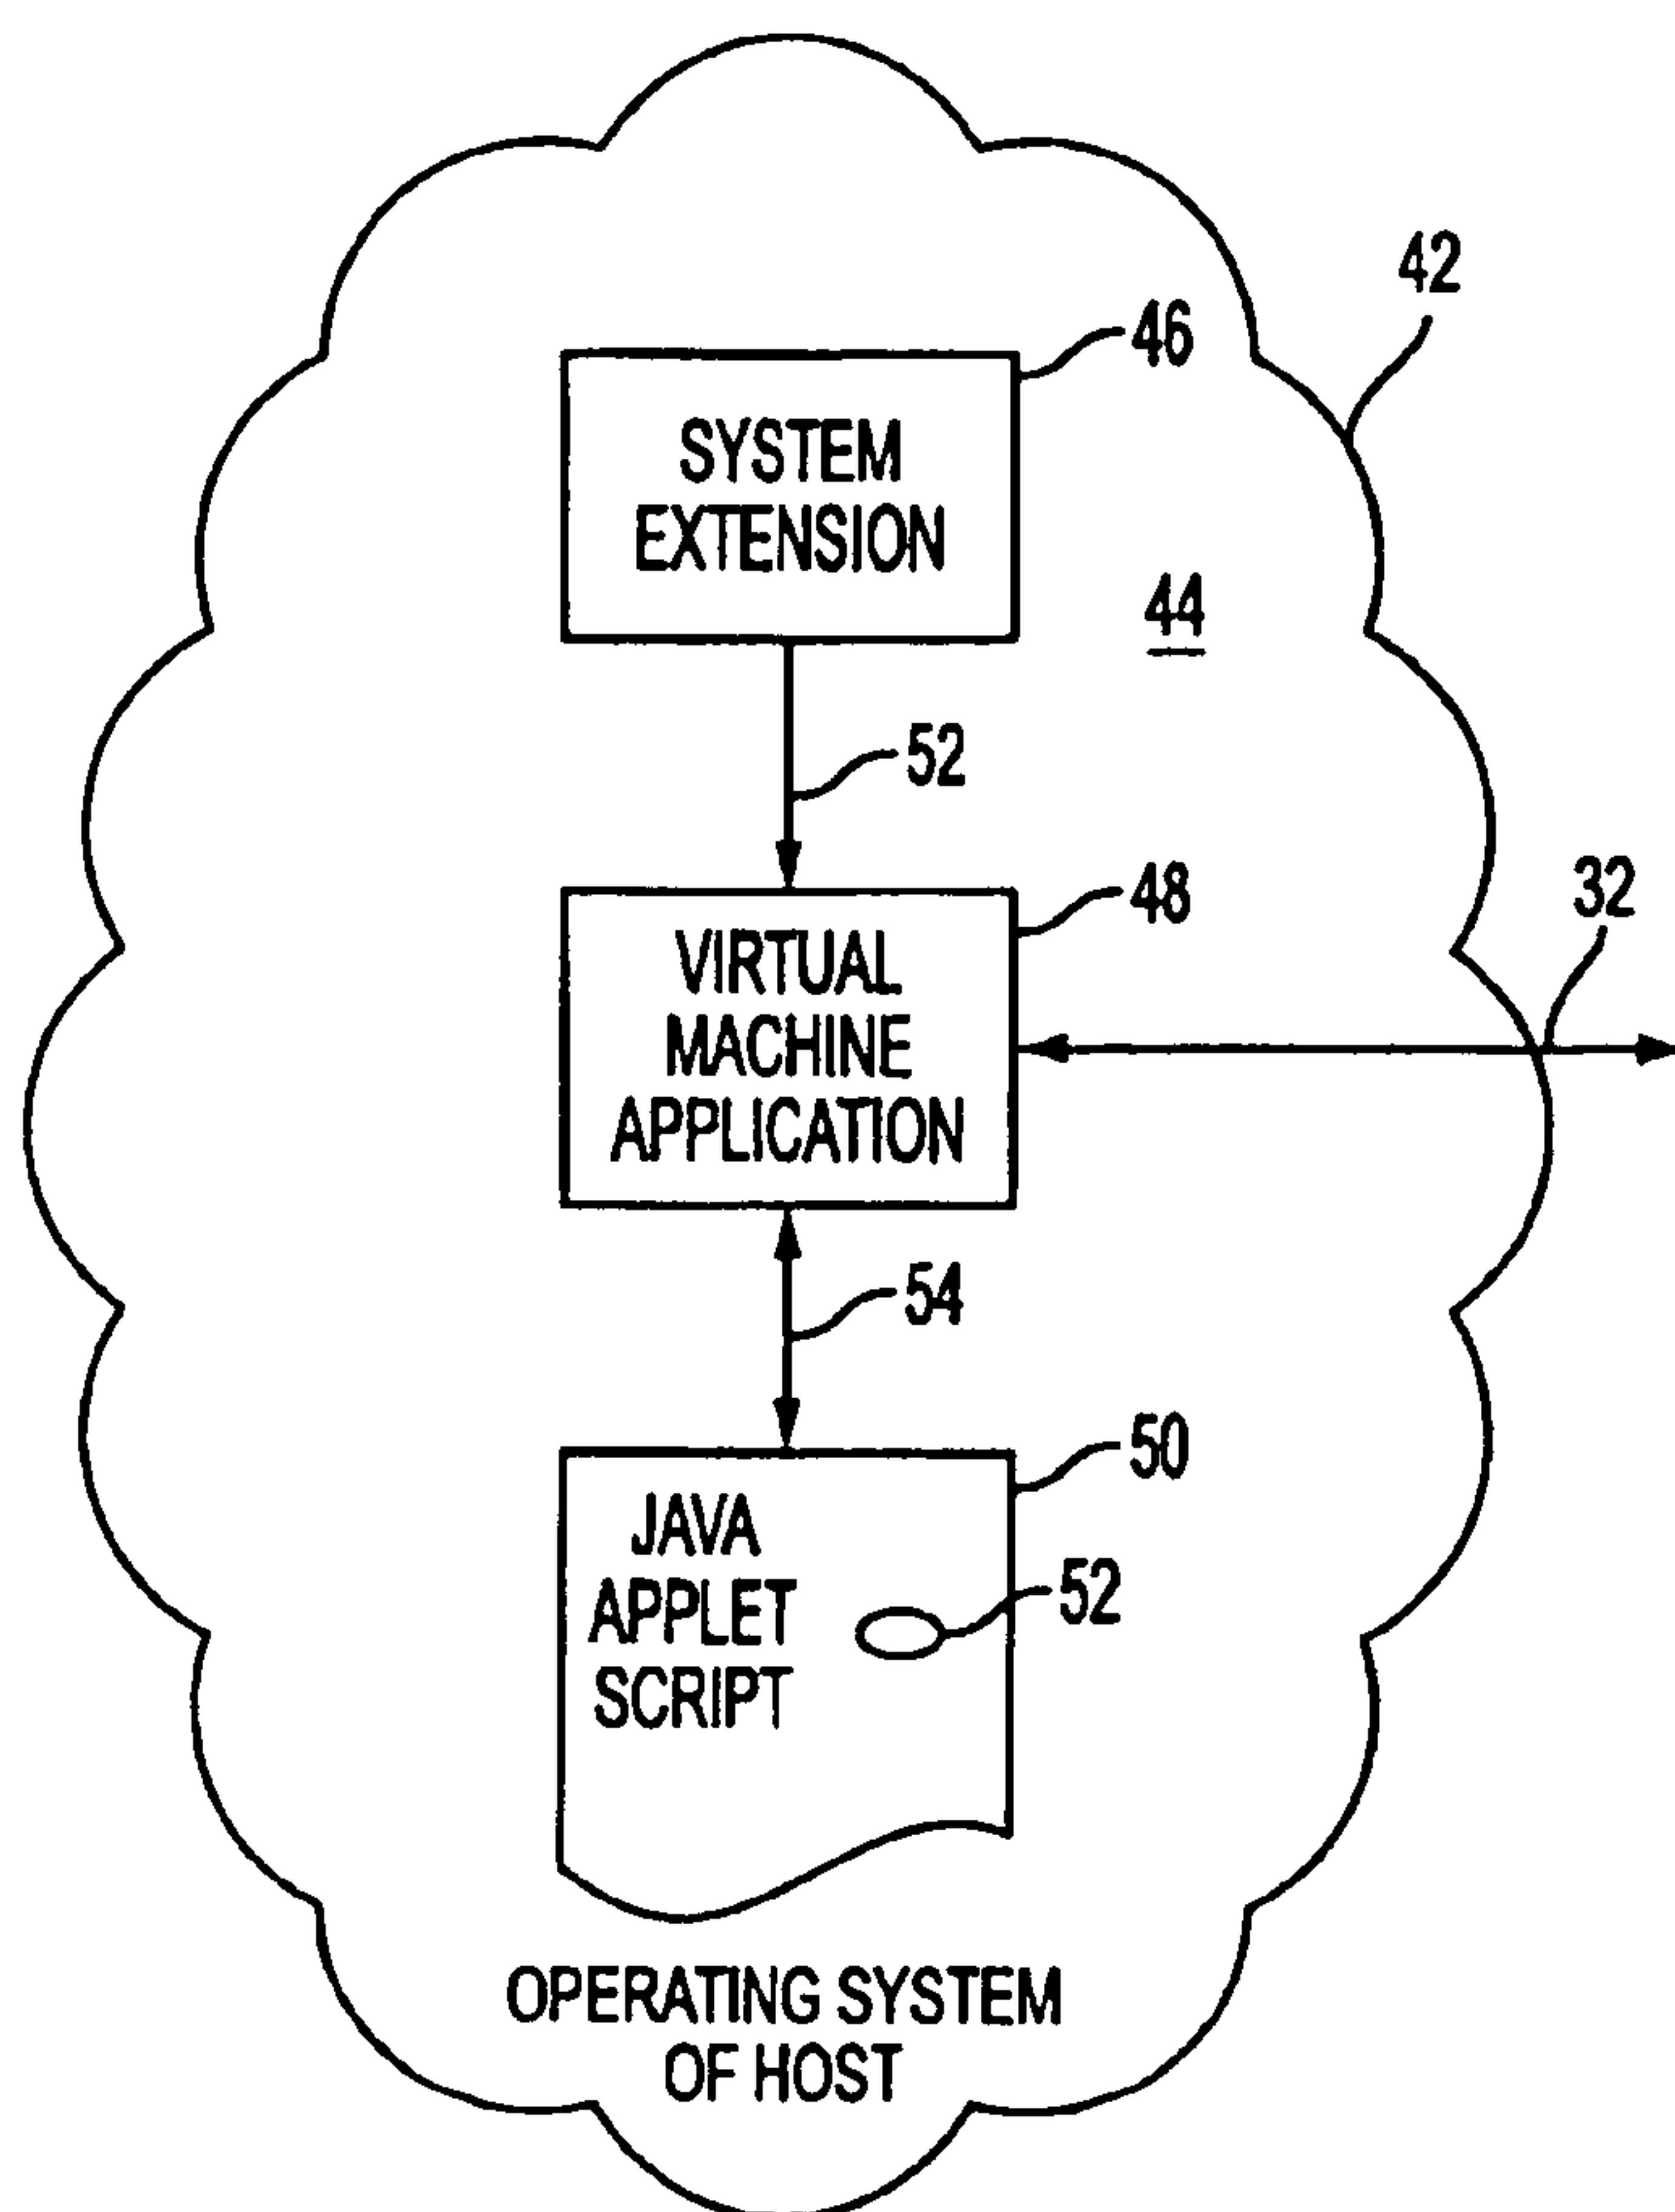 42
46
SYSTEM
EXTENSION
44
52
48
32
VIRTUAL
MACHINE
APPLICATION
54
50
JAVA
APPLET
SCRIPT
52
OPERATING SYSTEM
OF HOST